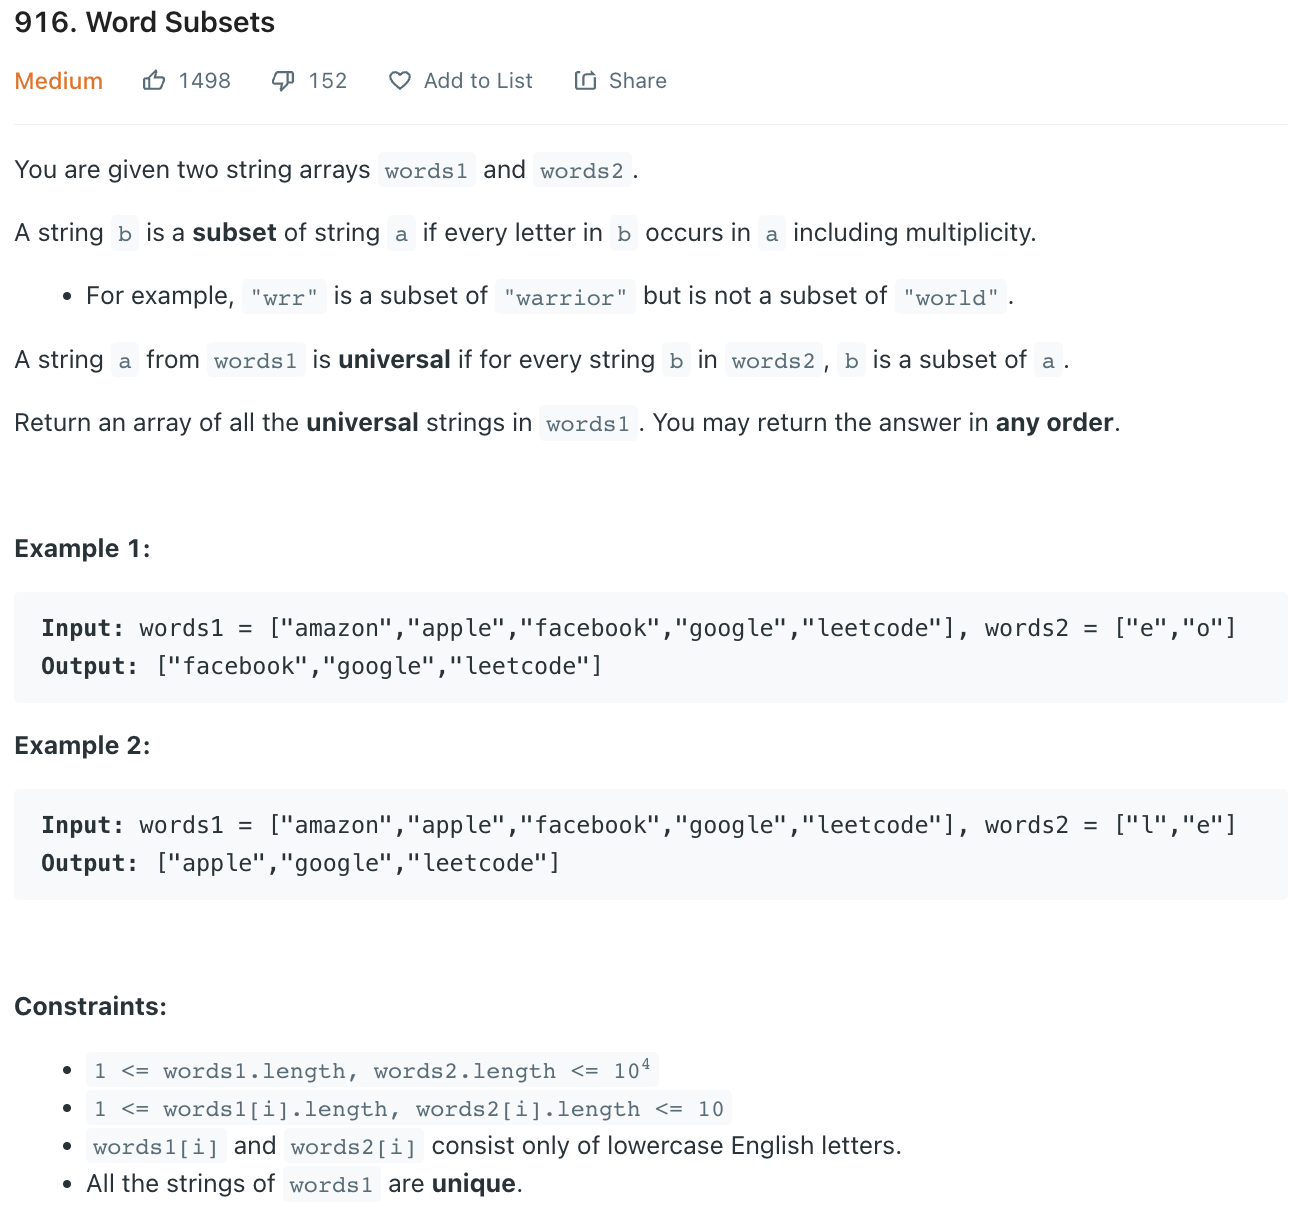 916. Word Subsets
Medium 1498 152 Add to List Share
You are given two string arrays words1 and words2 .
A string b is a subset of string a if every letter in b occurs in a including multiplicity.
• For example, "wrr" is a subset of "warrior" but is not a subset of "world" .
A string a from words1 is universal if for every string b in words2 , b is a subset of a .
Return an array of all the universal strings in words1 . You may return the answer in any order.
Example 1:
Input: words1 = ["amazon","apple","facebook","google","leetcode"], words2 = ["e","o"]
Output: ["facebook","google","leetcode"]
Example 2:
Input: words1 = ["amazon","apple","facebook","google","leetcode"], words2 = ["l","e"]
Output: ["apple","google","leetcode"]
Constraints:
• 1 <= words1.length, words2.length <= 10⁴
• 1 <= words1[i].length, words2[i].length <= 10
• words1[i] and words2[i] consist only of lowercase English letters.
• All the strings of words1 are unique.